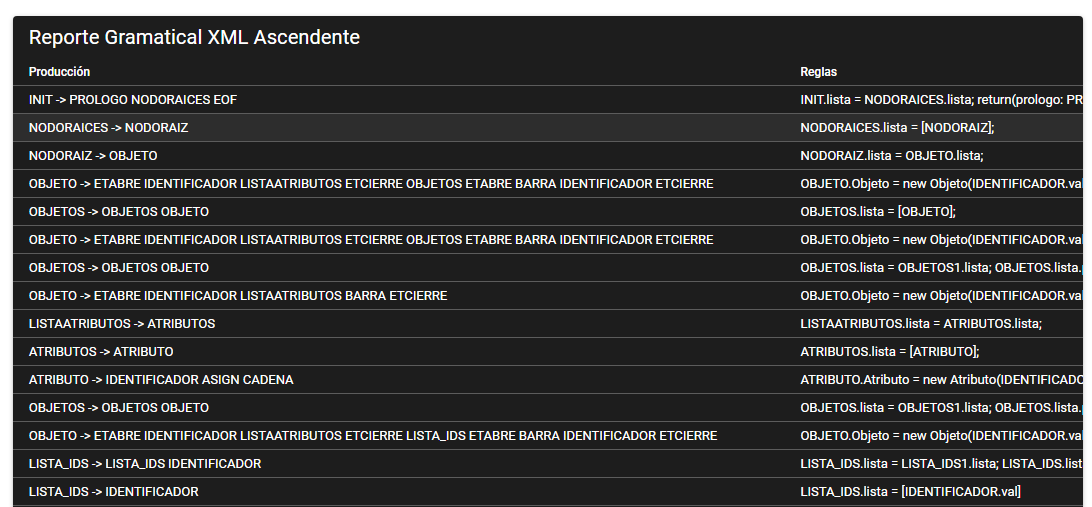 Reporte Gramatical XML Ascendente
Producción Reglas
INIT -> PROLOGO NODORAICES EOF INIT.lista = NODORAICES.lista; return(prologo: PR
NODORAICES -> NODORAIZ NODORAICES.lista = [NODORAIZ];
NODORAIZ -> OBJETO NODORAIZ.lista = OBJETO.lista;
OBJETO -> ETABRE IDENTIFICADOR LISTAATRIBUTOS ETCIERRE OBJETOS ETABRE BARRA IDENTIFICADOR ETCIERRE OBJETO.Objeto = new Objeto(IDENTIFICADOR.val
OBJETOS -> OBJETOS OBJETO OBJETOS.lista = [OBJETO];
OBJETO -> ETABRE IDENTIFICADOR LISTAATRIBUTOS ETCIERRE OBJETOS ETABRE BARRA IDENTIFICADOR ETCIERRE OBJETO.Objeto = new Objeto(IDENTIFICADOR.val
OBJETOS -> OBJETOS OBJETO OBJETOS.lista = OBJETOS1.lista; OBJETOS.lista.
OBJETO -> ETABRE IDENTIFICADOR LISTAATRIBUTOS BARRA ETCIERRE OBJETO.Objeto = new Objeto(IDENTIFICADOR.val
LISTAATRIBUTOS -> ATRIBUTOS LISTAATRIBUTOS.lista = ATRIBUTOS.lista;
ATRIBUTOS -> ATRIBUTO ATRIBUTOS.lista = [ATRIBUTO];
ATRIBUTO -> IDENTIFICADOR ASIGN CADENA ATRIBUTO.Atributo = new Atributo(IDENTIFICADO
OBJETOS -> OBJETOS OBJETO OBJETOS.lista = OBJETOS1.lista; OBJETOS.lista.
OBJETO -> ETABRE IDENTIFICADOR LISTAATRIBUTOS ETCIERRE LISTA_IDS ETABRE BARRA IDENTIFICADOR ETCIERRE OBJETO.Objeto = new Objeto(IDENTIFICADOR.val
LISTA_IDS -> LISTA_IDS IDENTIFICADOR LISTA_IDS.lista = LISTA_IDS1.lista; LISTA_IDS.list
LISTA_IDS -> IDENTIFICADOR LISTA_IDS.lista = [IDENTIFICADOR.val]